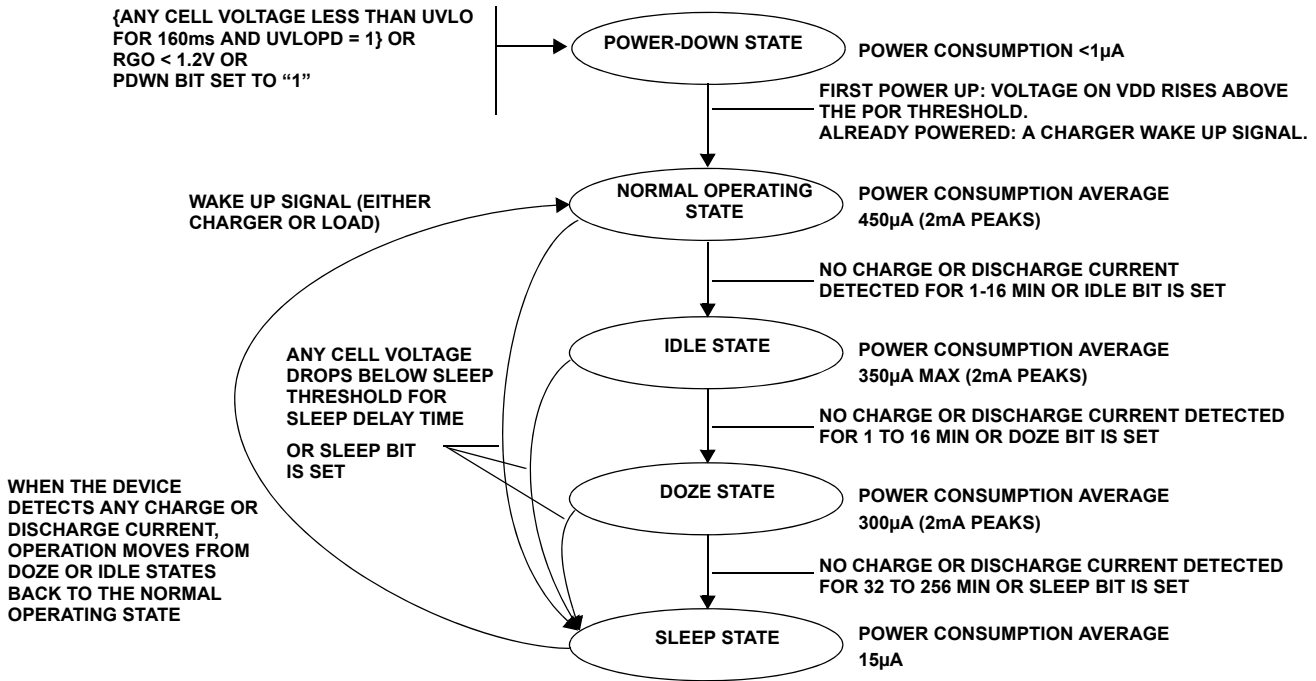 {ANY CELL VOLTAGE LESS THAN UVLO
FOR 160ms AND UVLOPD = 1} OR
RGO < 1.2V OR
PDWN BIT SET TO “1”
POWER-DOWN STATE
POWER CONSUMPTION <1µA
FIRST POWER UP: VOLTAGE ON VDD RISES ABOVE
THE POR THRESHOLD.
ALREADY POWERED: A CHARGER WAKE UP SIGNAL.
WAKE UP SIGNAL (EITHER
CHARGER OR LOAD)
NORMAL OPERATING
STATE
POWER CONSUMPTION AVERAGE
450µA (2mA PEAKS)
NO CHARGE OR DISCHARGE CURRENT
DETECTED FOR 1-16 MIN OR IDLE BIT IS SET
IDLE STATE
POWER CONSUMPTION AVERAGE
350µA MAX (2mA PEAKS)
ANY CELL VOLTAGE
DROPS BELOW SLEEP
THRESHOLD FOR
SLEEP DELAY TIME
OR SLEEP BIT
IS SET
NO CHARGE OR DISCHARGE CURRENT DETECTED
FOR 1 TO 16 MIN OR DOZE BIT IS SET
DOZE STATE
POWER CONSUMPTION AVERAGE
300µA (2mA PEAKS)
WHEN THE DEVICE
DETECTS ANY CHARGE OR
DISCHARGE CURRENT,
OPERATION MOVES FROM
DOZE OR IDLE STATES
BACK TO THE NORMAL
OPERATING STATE
NO CHARGE OR DISCHARGE CURRENT DETECTED
FOR 32 TO 256 MIN OR SLEEP BIT IS SET
SLEEP STATE
POWER CONSUMPTION AVERAGE
15µA